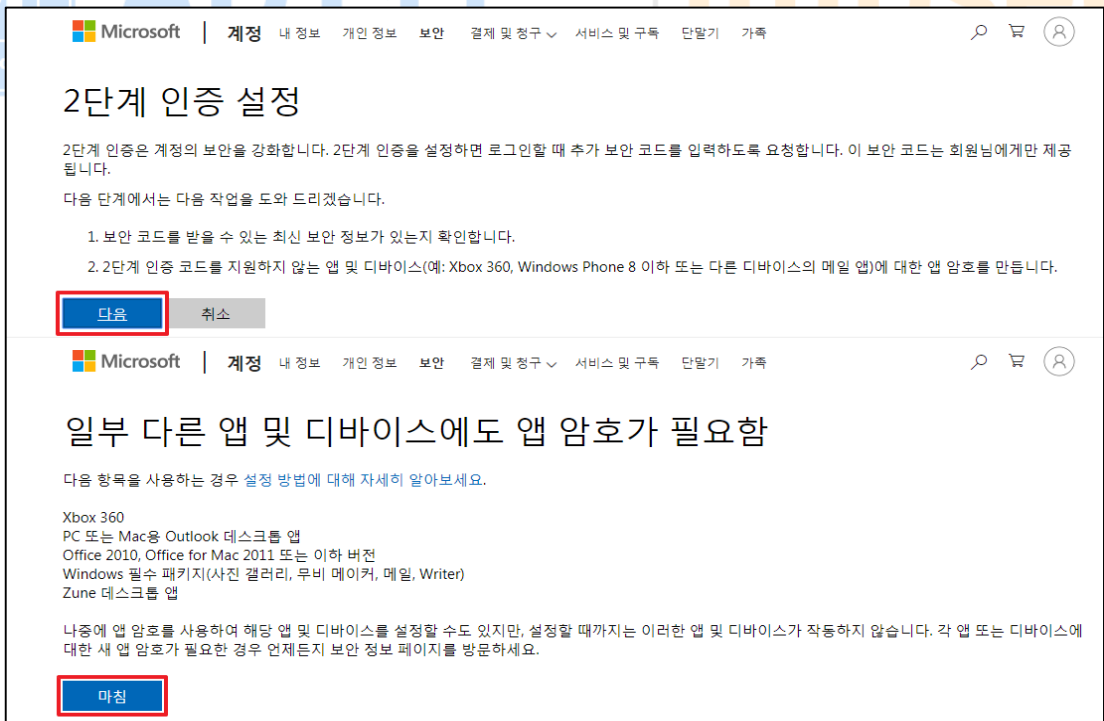 Microsoft | 계정 내 정보 개인 정보 보안 결제 및 청구 서비스 및 구독 단말기 가족
2단계 인증 설정
2단계 인증은 계정의 보안을 강화합니다. 2단계 인증을 설정하면 로그인할 때 추가 보안 코드를 입력하도록 요청합니다. 이 보안 코드는 회원님에게만 제공
됩니다.
다음 단계에서는 다음 작업을 도와 드리겠습니다.
1. 보안 코드를 받을 수 있는 최신 보안 정보가 있는지 확인합니다.
2. 2단계 인증 코드를 지원하지 않는 앱 및 디바이스(예: Xbox 360, Windows Phone 8 이하 또는 다른 디바이스의 메일 앱)에 대한 앱 암호를 만듭니다.
다음 취소
Microsoft | 계정 내 정보 개인 정보 보안 결제 및 청구 서비스 및 구독 단말기 가족
일부 다른 앱 및 디바이스에도 앱 암호가 필요함
다음 항목을 사용하는 경우 설정 방법에 대해 자세히 알아보세요.
Xbox 360
PC 또는 Mac용 Outlook 데스크톱 앱
Office 2010, Office for Mac 2011 또는 이하 버전
Windows 필수 패키지(사진 갤러리, 무비 메이커, 메일, Writer)
Zune 데스크톱 앱
나중에 앱 암호를 사용하여 해당 앱 및 디바이스를 설정할 수도 있지만, 설정할 때까지는 이러한 앱 및 디바이스가 작동하지 않습니다. 각 앱 또는 디바이스에
대한 새 앱 암호가 필요한 경우 언제든지 보안 정보 페이지를 방문하세요.
마침